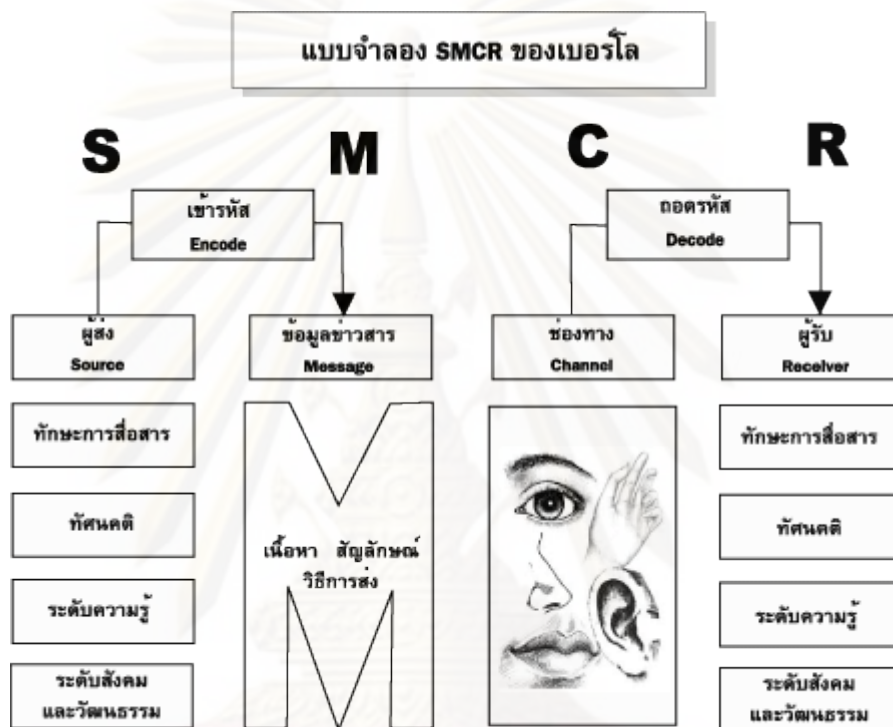 แบบจำลอง SMCR ของเบอร์โล
S M C R
เข้ารหัส
Encode
ถอดรหัส
Decode
ผู้ส่ง
Source
ข้อมูลข่าวสาร
Message
ช่องทาง
Channel
ผู้รับ
Receiver
ทักษะการสื่อสาร
ทัศนคติ
ระดับความรู้
ระดับสังคม
และวัฒนธรรม
เนื้อหา สัญลักษณ์
วิธีการส่ง
ทักษะการสื่อสาร
ทัศนคติ
ระดับความรู้
ระดับสังคม
และวัฒนธรรม